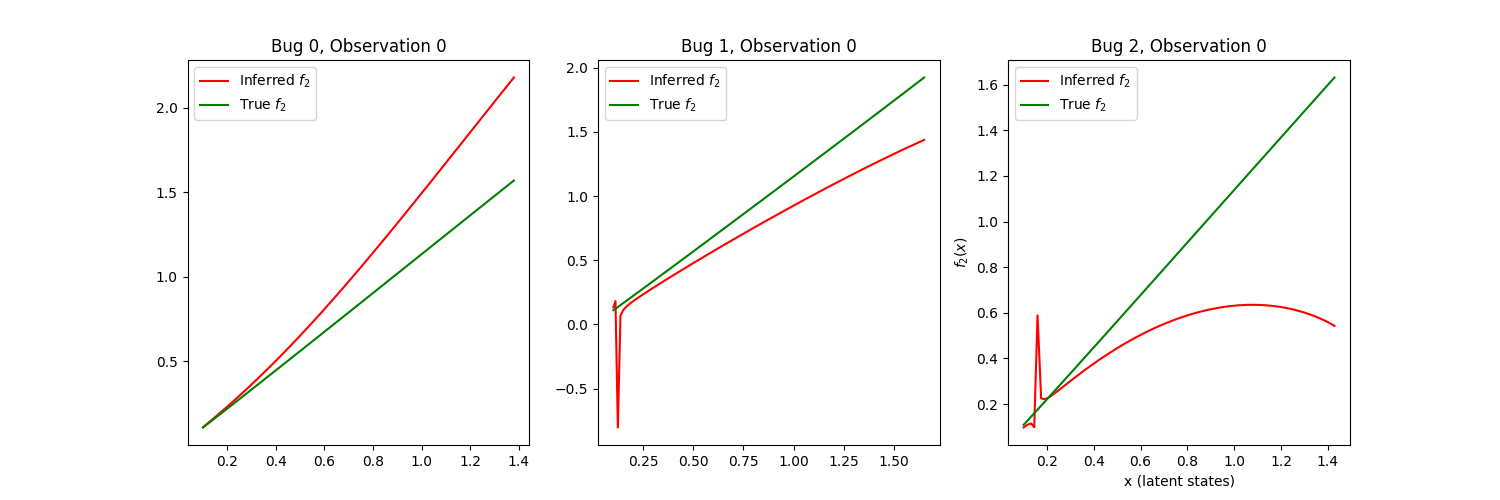 Bug 0, Observation 0
Inferred f₂
True f₂
2.0
1.5
1.0
0.5
0.2 0.4 0.6 0.8 1.0 1.2 1.4
Bug 1, Observation 0
Inferred f₂
True f₂
2.0
1.5
1.0
0.5
0.0
−0.5
0.25 0.50 0.75 1.00 1.25 1.50
Bug 2, Observation 0
Inferred f₂
True f₂
1.6
1.4
1.2
1.0
0.8
0.6
0.4
0.2
f₂(x)
0.2 0.4 0.6 0.8 1.0 1.2 1.4
x (latent states)